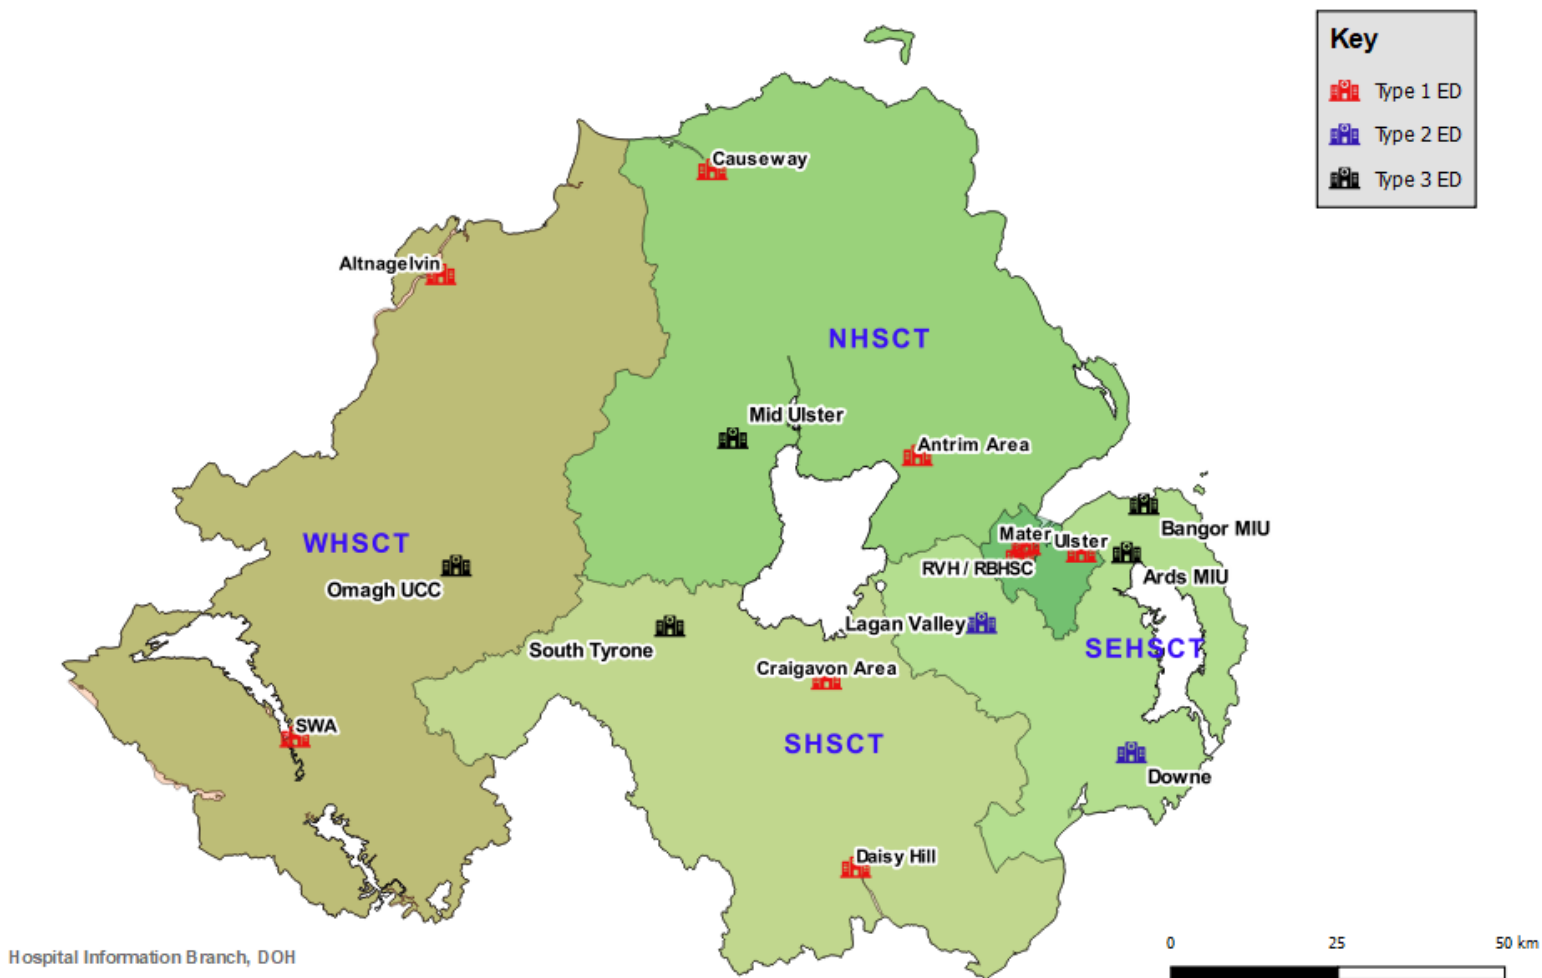 Key
Type 1 ED
Type 2 ED
Type 3 ED
Causeway
Altnagelvin
NHSCT
Mid Ulster
Antrim Area
Bangor MIU
Mater
Ulster
WHSCT
RVH / RBHSC
Ards MIU
Omagh UCC
Lagan Valley
South Tyrone
SEHSCT
Craigavon Area
SWA
SHSCT
Downe
Daisy Hill
Hospital Information Branch, DOH
0 25 50 km